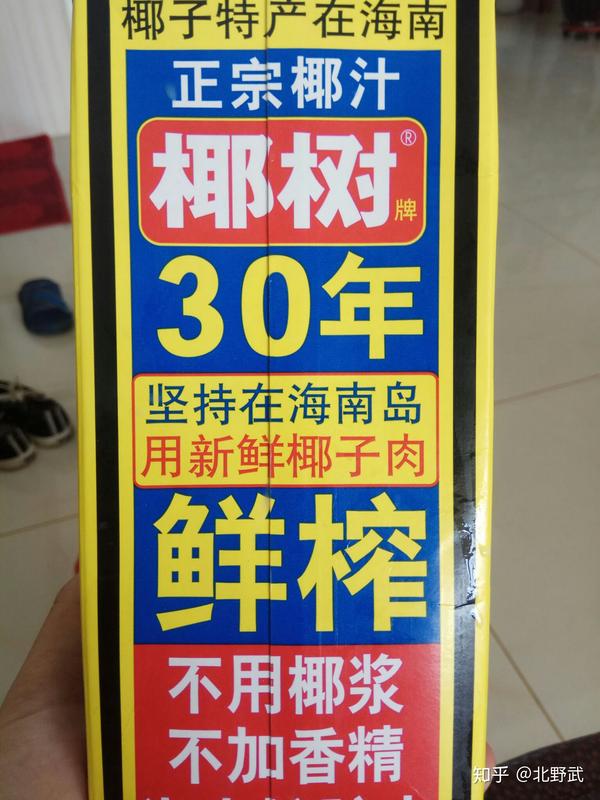 椰子特产在海南
正宗椰汁
椰树®
牌
30年
坚持在海南岛
用新鲜椰子肉
鲜榨
不用椰浆
不加香精
知乎 @北野武